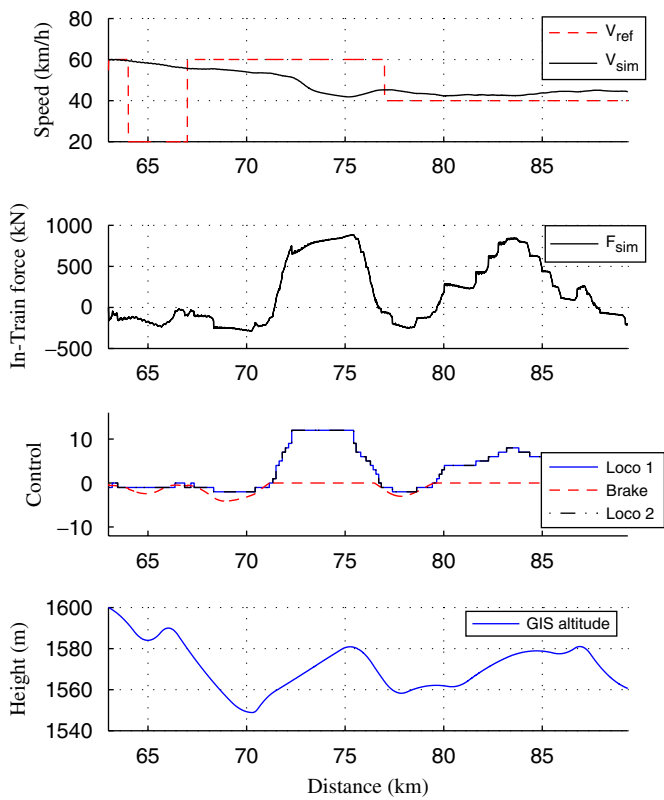 Speed (km/h)
60
40
20
V_ref
V_sim
65 70 75 80 85
In-Train force (kN)
1000
500
0
−500
F_sim
65 70 75 80 85
Control
10
0
−10
Loco 1
Brake
Loco 2
65 70 75 80 85
Height (m)
1600
1580
1560
1540
GIS altitude
65 70 75 80 85
Distance (km)